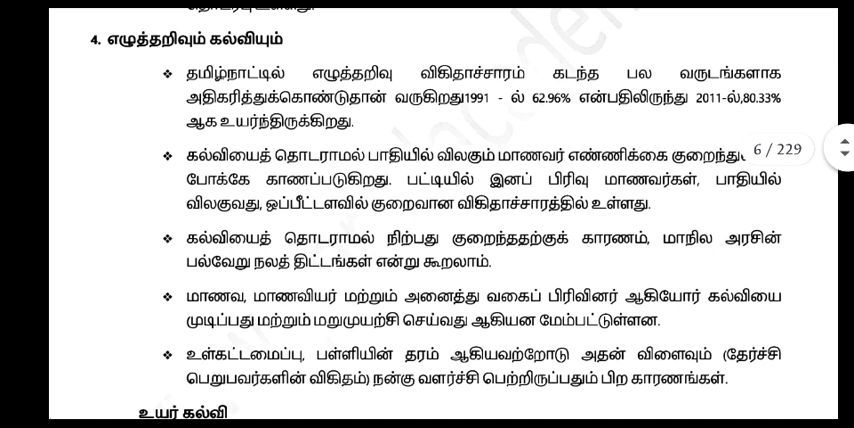 4. எழுத்தறிவும் கல்வியும்
❖ தமிழ்நாட்டில் எழுத்தறிவு விகிதாச்சாரம் கடந்த பல வருடங்களாக
அதிகரித்துக்கொண்டுதான் வருகிறது1991 - ல் 62.96% என்பதிலிருந்து 2011-ல்,80.33%
ஆக உயர்ந்திருக்கிறது.
❖ கல்வியைத் தொடராமல் பாதியில் விலகும் மாணவர் எண்ணிக்கை
6 / 229
போக்கே காணப்படுகிறது. பட்டியில் இனப் பிரிவு மாணவர்கள், பாதியில்
விலகுவது, ஒப்பீட்டளவில் குறைவான விகிதாச்சாரத்தில் உள்ளது.
❖ கல்வியைத் தொடராமல் நிற்பது குறைந்ததற்குக் காரணம், மாநில அரசின்
பல்வேறு நலத் திட்டங்கள் என்று கூறலாம்.
❖ மாணவ, மாணவியர் மற்றும் அனைத்து வகைப் பிரிவினர் ஆகியோர் கல்வியை
முடிப்பது மற்றும் மறுமுயற்சி செய்வது ஆகியன மேம்பட்டுள்ளன.
❖ உள்கட்டமைப்பு, பள்ளியின் தரம் ஆகியவற்றோடு அதன் விளைவும் (தேர்ச்சி
பெறுபவர்களின் விகிதம்) நன்கு வளர்ச்சி பெற்றிருப்பதும் பிற காரணங்கள்.
உயர் கல்வி